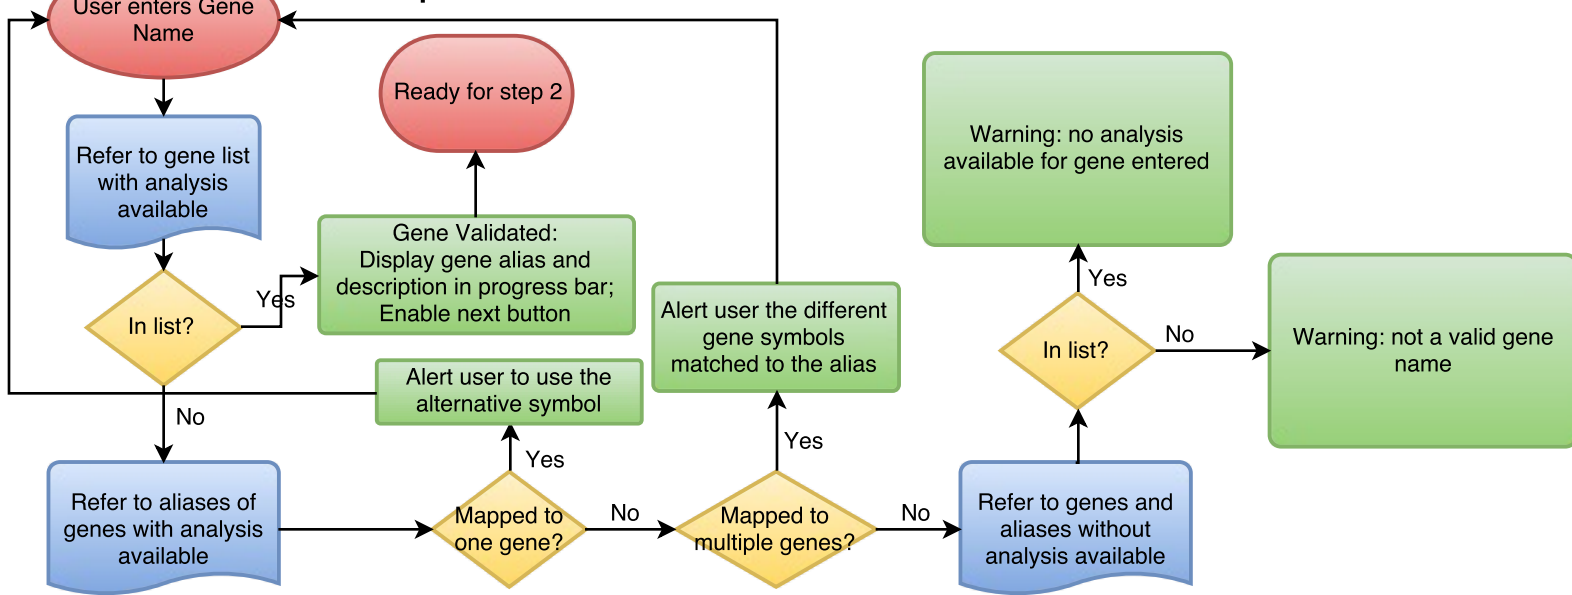 User enters Gene
Name
Ready for step 2
Refer to gene list
with analysis
available
In list?
Yes
Gene Validated:
Display gene alias and
description in progress bar;
Enable next button
No
Alert user to use the
alternative symbol
Yes
Alert user the different
gene symbols
matched to the alias
Yes
Refer to aliases of
genes with analysis
available
Mapped to
one gene?
No
Mapped to
multiple genes?
No
Refer to genes and
aliases without
analysis available
In list?
Yes
Warning: no analysis
available for gene entered
No
Warning: not a valid gene
name